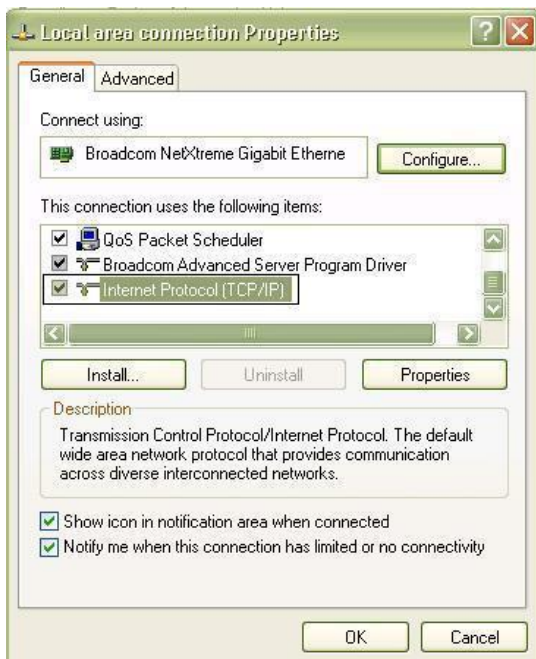 Local area connection Properties
General
Advanced
Connect using:
Broadcom NetXtreme Gigabit Etherne
Configure...
This connection uses the following items:
QoS Packet Scheduler
Broadcom Advanced Server Program Driver
Internet Protocol (TCP/IP)
Install...
Uninstall
Properties
Description
Transmission Control Protocol/Internet Protocol. The default
wide area network protocol that provides communication
across diverse interconnected networks.
Show icon in notification area when connected
Notify me when this connection has limited or no connectivity
OK
Cancel